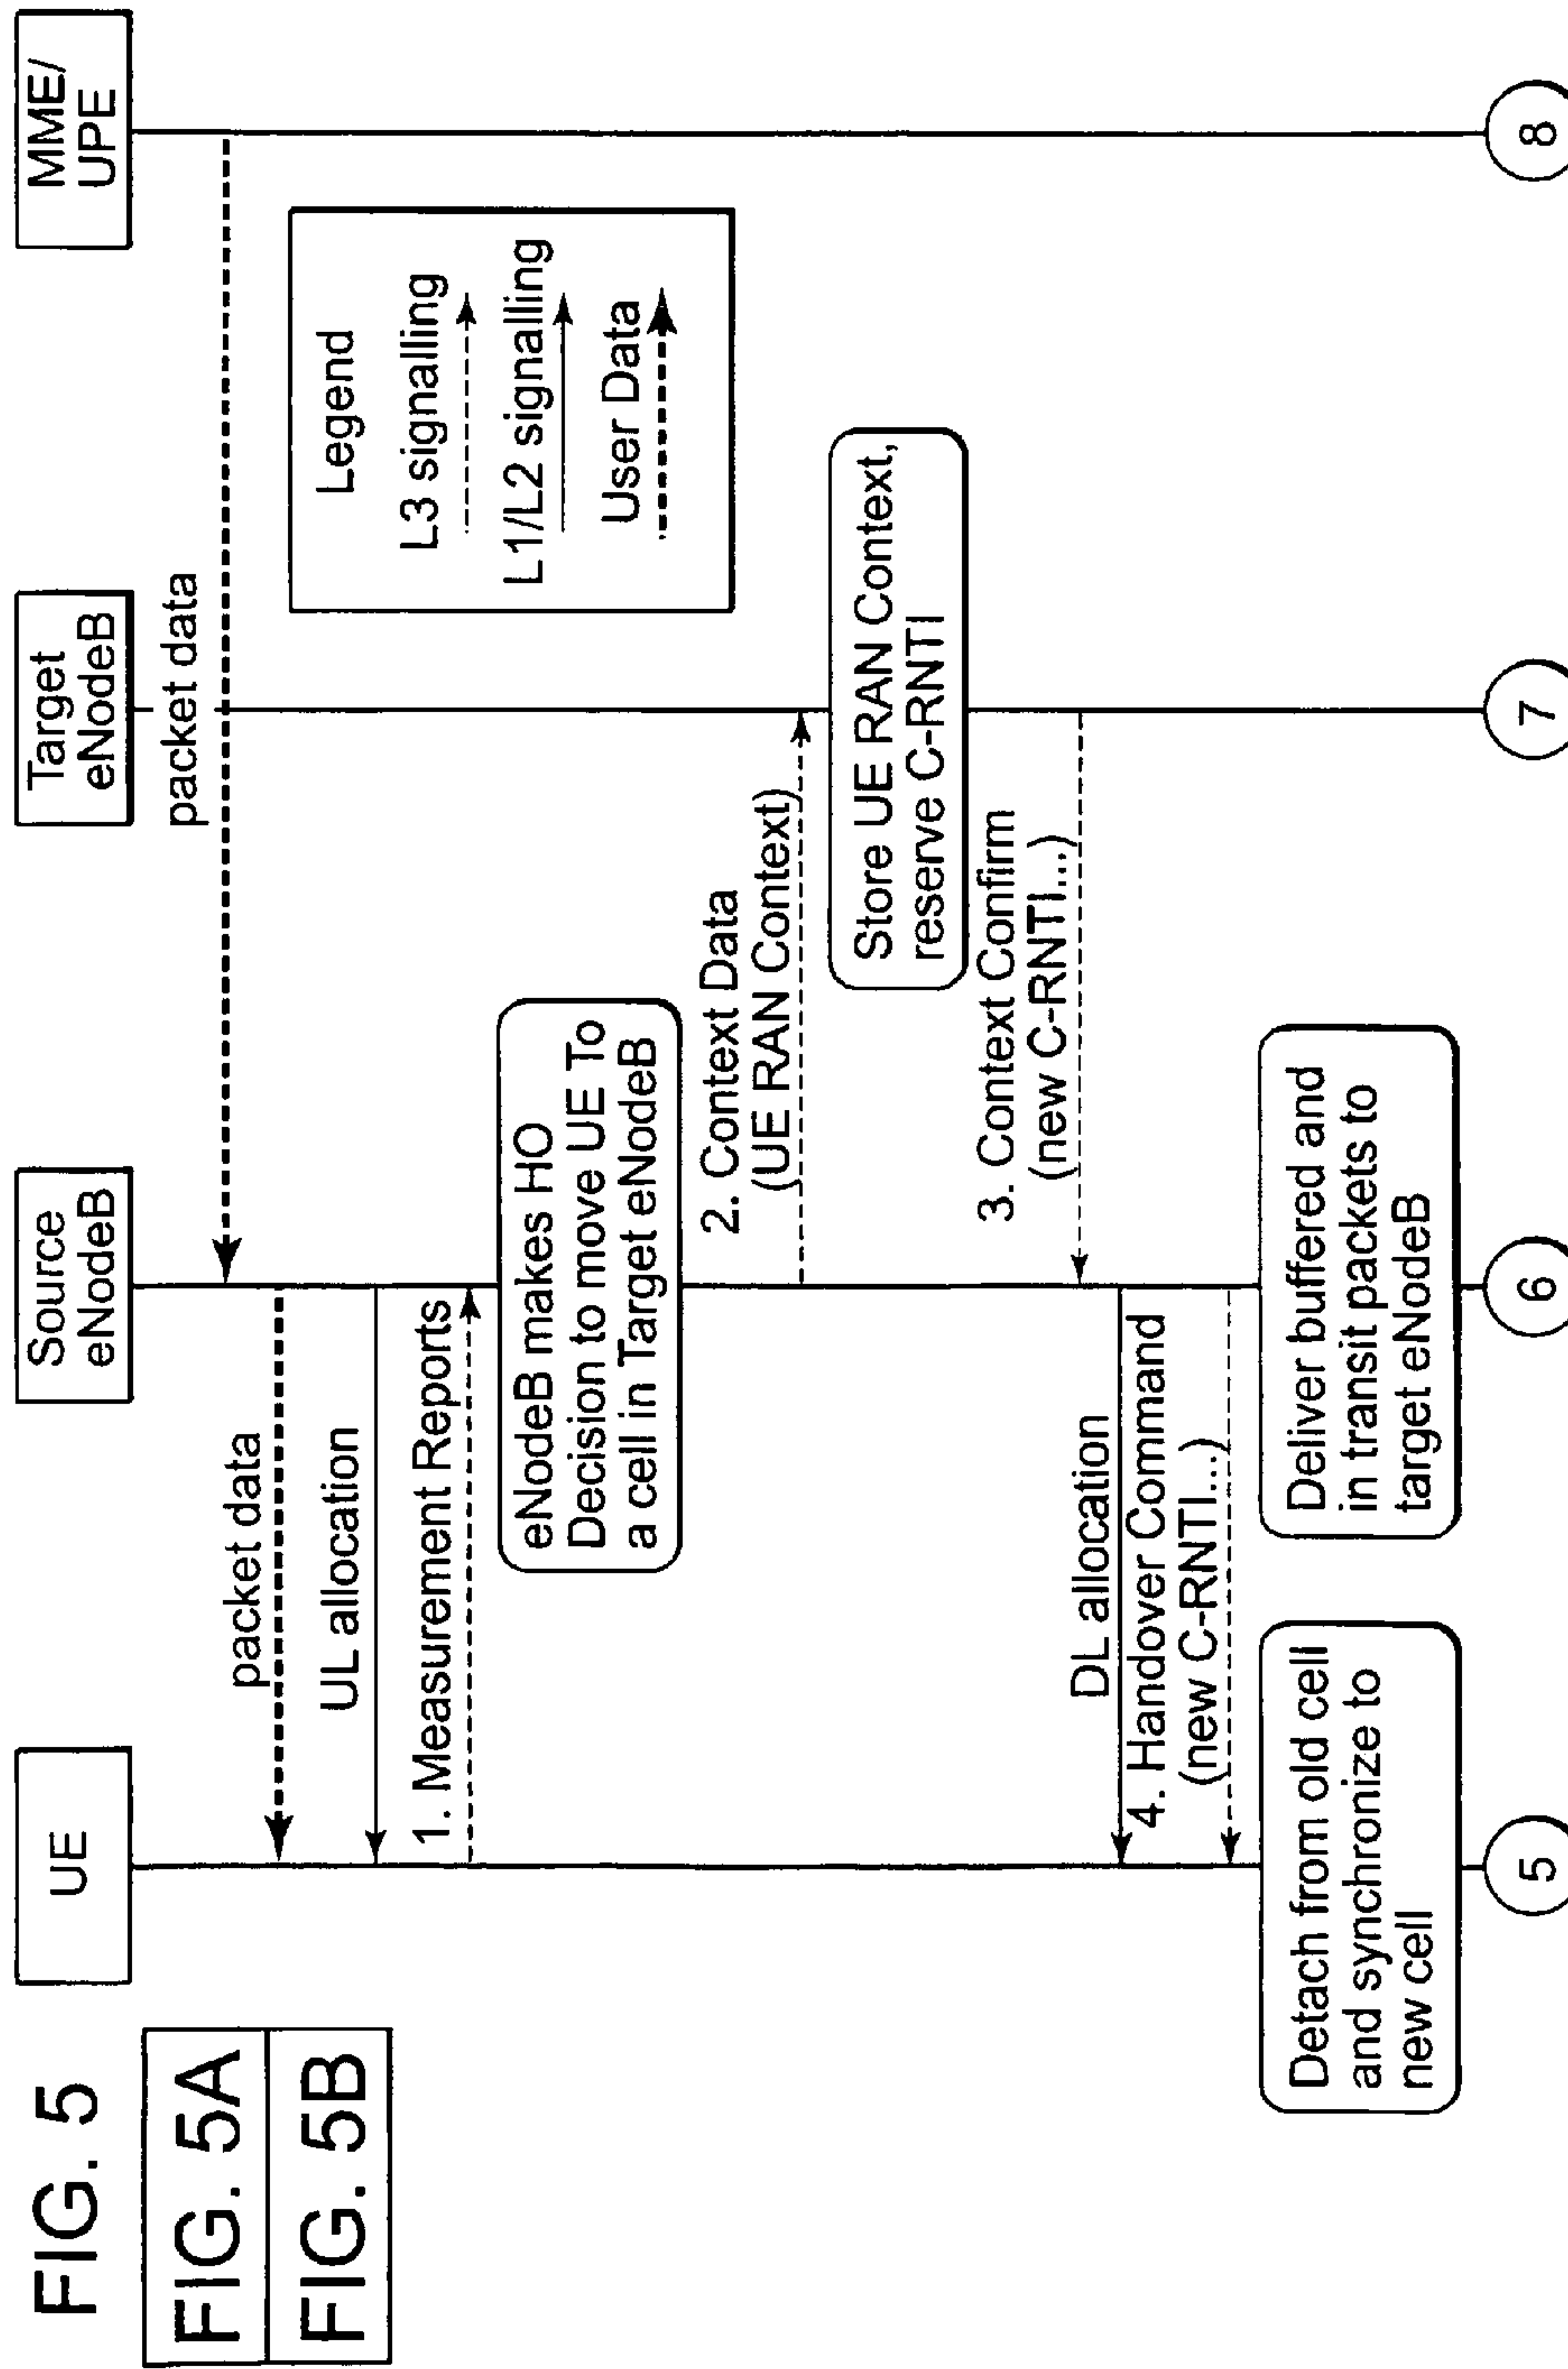 FIG. 5
FIG. 5A
FIG. 5B
UE
Source
eNodeB
Target
eNodeB
MME/
UPE
packet data
packet data
UL allocation
1. Measurement Reports
Legend
L3 signalling
L1/L2 signalling
User Data
eNodeB makes HO
Decision to move UE To
a cell in Target eNodeB
2. Context Data
(UE RAN Context)
Store UE RAN Context,
reserve C-RNTI
3. Context Confirm
(new C-RNTI...)
DL allocation
4. Handover Command
(new C-RNTI...)
Detach from old cell
and synchronize to
new cell
Deliver buffered and
in transit packets to
target eNodeB
5
6
7
8